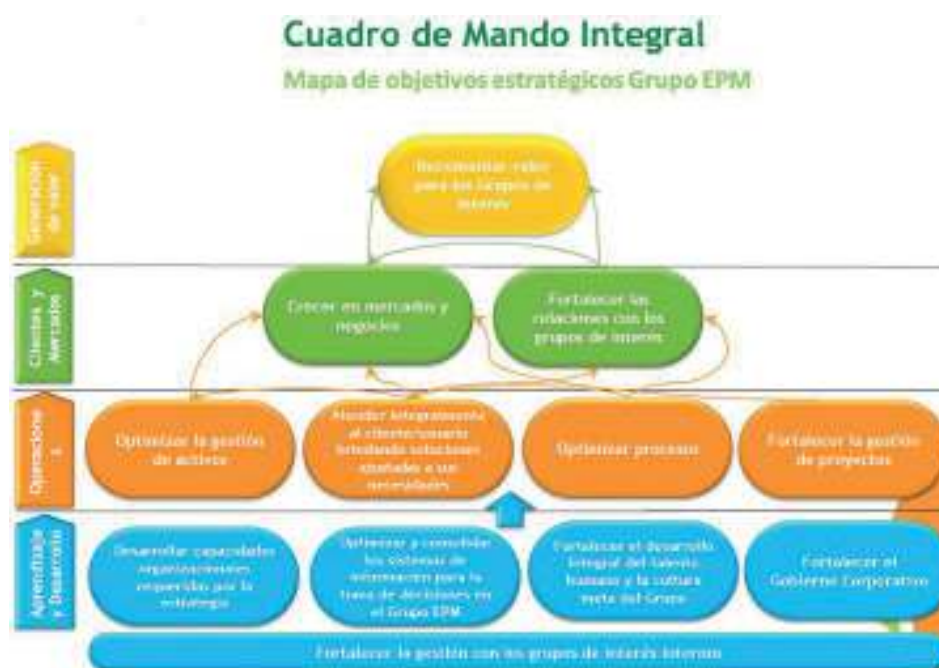 Cuadro de Mando Integral
Mapa de objetivos estratégicos Grupo EPM
Generación
de valor
Incrementar valor
para los Grupos de
Interés
Clientes y
Mercados
Crecer en mercados y
negocios
Fortalecer las
relaciones con los
grupos de interés
Operacione
s
Optimizar la gestión
de activos
Atender integralmente
al cliente/usuario
brindando soluciones
ajustadas a sus
necesidades
Optimizar procesos
Fortalecer la gestión
de proyectos
Aprendizaje
y Desarrollo
Desarrollar capacidades
organizacionales
requeridas por la
estrategia
Optimizar y consolidar
los sistemas de
información para la
toma de decisiones en
el Grupo EPM
Fortalecer el desarrollo
Integral del talento
humano y la cultura
meta del Grupo
Fortalecer el
Gobierno Corporativo
Fortalecer la gestión con los grupos de interés internos